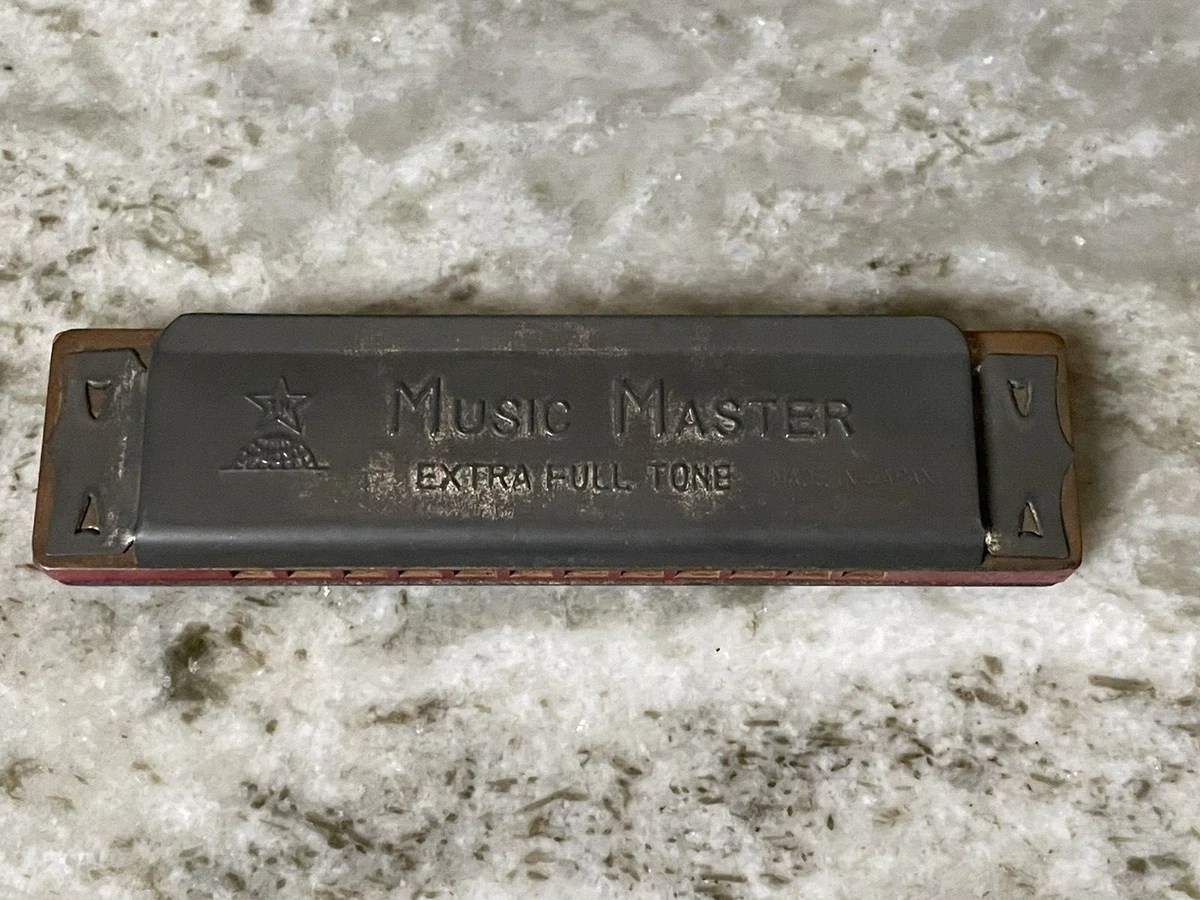 MUSIC MASTER
EXTRA FULL TONE
MADE IN JAPAN